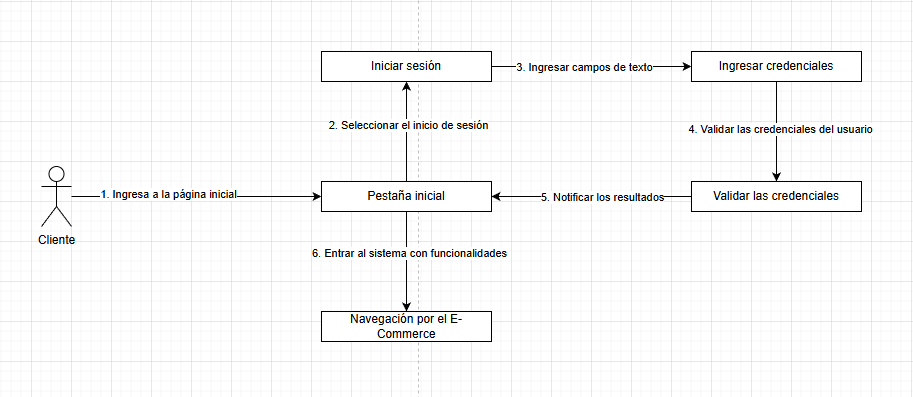 Iniciar sesión
3. Ingresar campos de texto
Ingresar credenciales
2. Seleccionar el inicio de sesión
4. Validar las credenciales del usuario
1. Ingresa a la página inicial
Pestaña inicial
5. Notificar los resultados
Validar las credenciales
Cliente
6. Entrar al sistema con funcionalidades
Navegación por el E-
Commerce